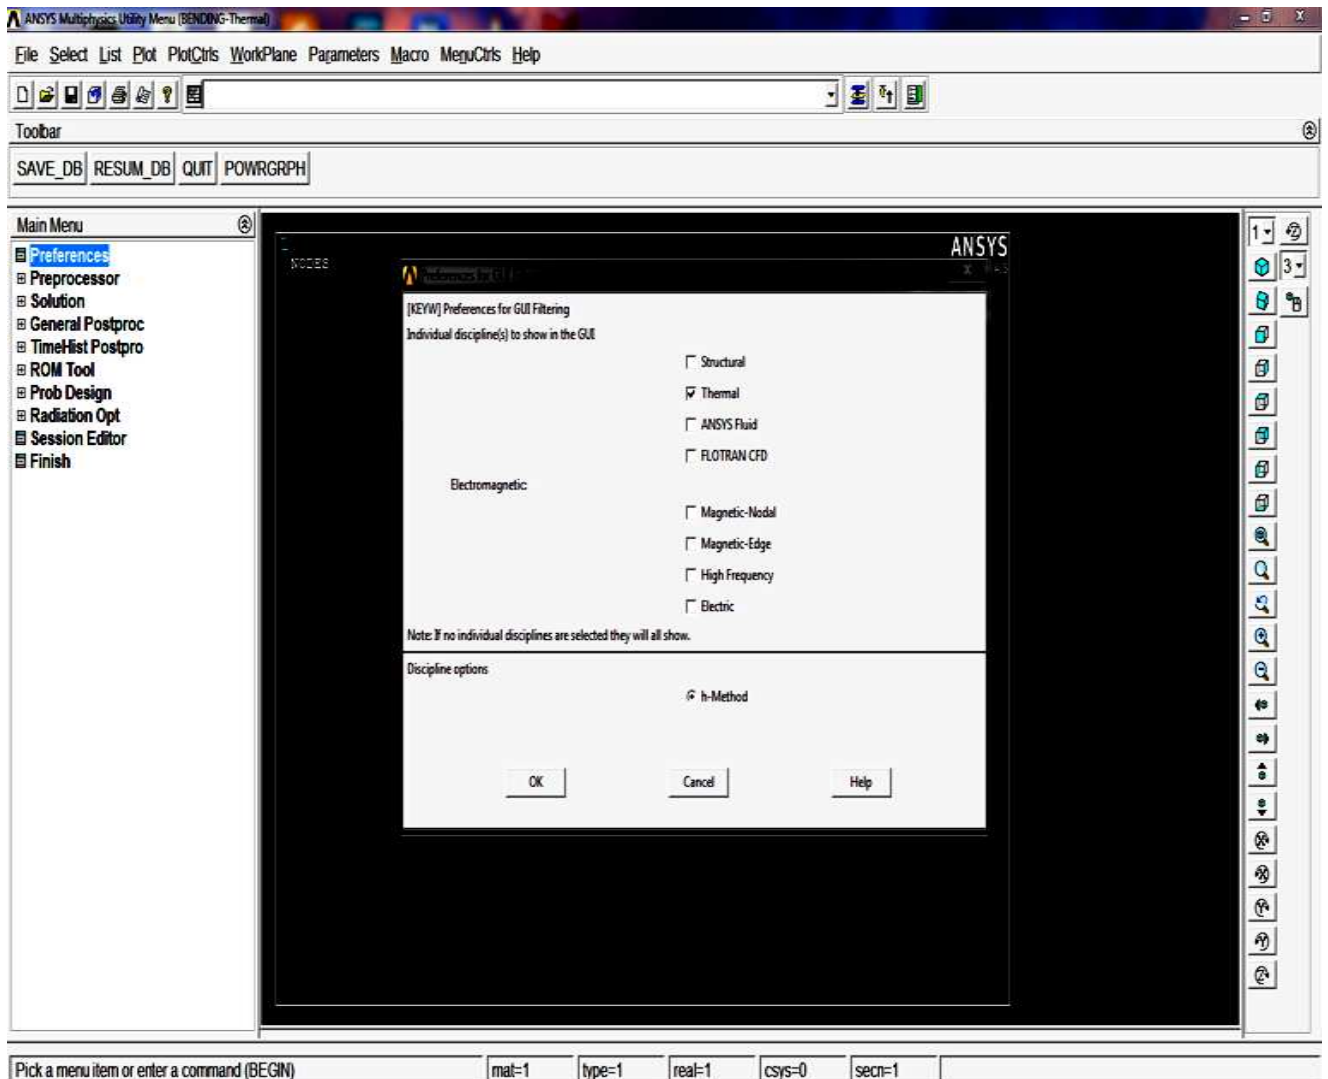 ANSYS Multiphysics Utility Menu (BENDING-Thermal)
File Select List Plot PlotCtrls WorkPlane Parameters Macro MenuCtrls Help
Toolbar
SAVE_DB RESUM_DB QUIT POWRGRPH
Main Menu
Preferences
Preprocessor
Solution
General Postproc
TimeHist Postpro
ROM Tool
Prob Design
Radiation Opt
Session Editor
Finish
NODES
ANSYS
Preferences for GUI
[KEYW] Preferences for GUI Filtering
Individual discipline(s) to show in the GUI
Structural
Thermal
ANSYS Fluid
FLOTRAN CFD
Electromagnetic:
Magnetic-Nodal
Magnetic-Edge
High Frequency
Electric
Note: If no individual disciplines are selected they will all show.
Discipline options
h-Method
OK Cancel Help
1
3
Pick a menu item or enter a command (BEGIN) mat=1 type=1 real=1 csys=0 secn=1